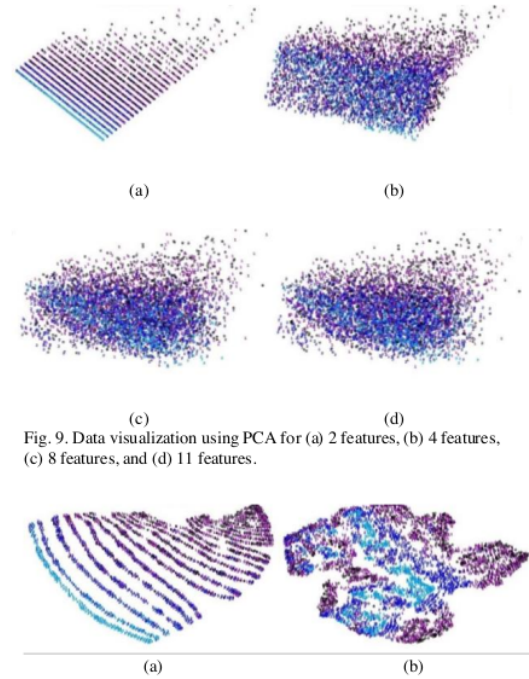 (a) (b)
(c) (d)
Fig. 9. Data visualization using PCA for (a) 2 features, (b) 4 features,
(c) 8 features, and (d) 11 features.
(a) (b)